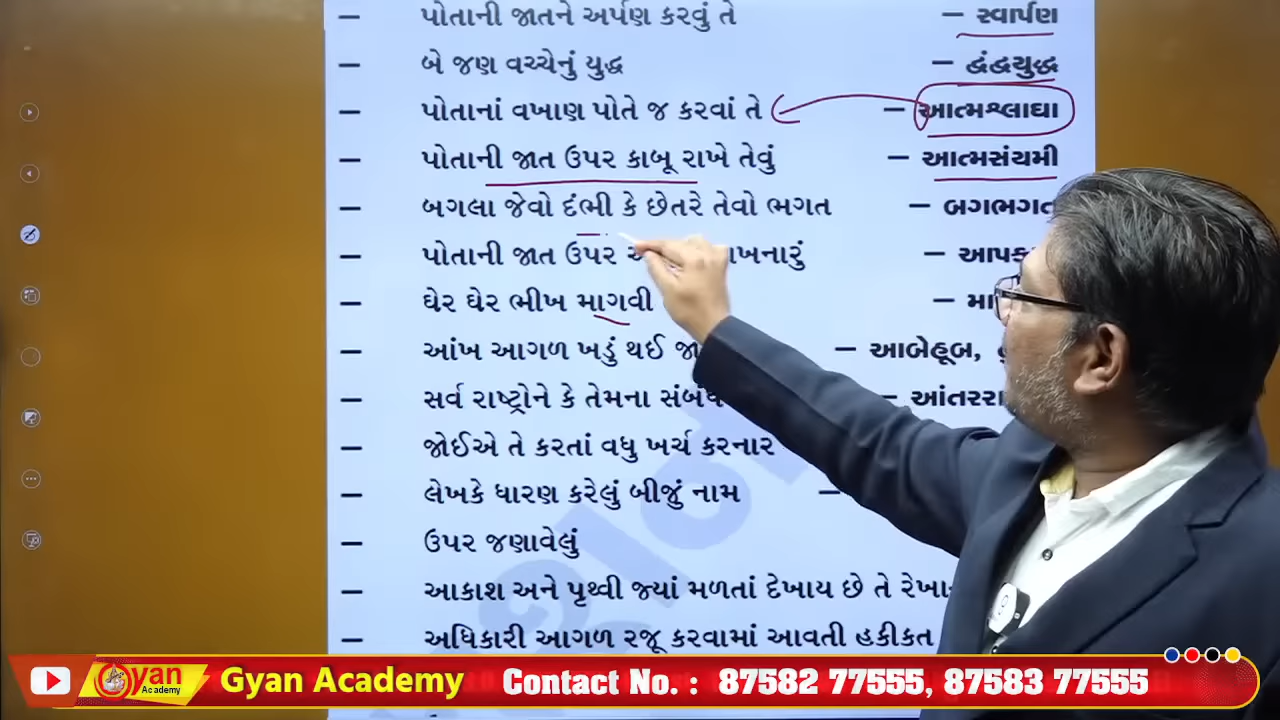 — પોતાની જાતને અર્પણ કરવું તે — સ્વાર્પણ
— બે જણ વચ્ચેનું યુદ્ધ — દ્વંદ્વયુદ્ધ
— પોતાનાં વખાણ પોતે જ કરવાં તે — આત્મશ્લાઘા
— પોતાની જાત ઉપર કાબૂ રાખે તેવું — આત્મસંયમી
— બગલા જેવો દંભી કે છેતરે તેવો ભગત — બગભગત
— પોતાની જાત ઉપર
— ઘેર ઘેર ભીખ માગવી —
— આંખ આગળ ખડું થઈ — આબેહૂબ,
— સર્વ રાષ્ટ્રોને કે તેમના —
— જોઈએ તે કરતાં વધુ ખર્ચ કરનાર
— લેખકે ધારણ કરેલું બીજું નામ —
— ઉપર જણાવેલું
— આકાશ અને પૃથ્વી જ્યાં મળતાં દેખાય છે તે
— અધિકારી આગળ રજૂ કરવામાં આવતી હકીકત
Gyan Academy Gyan Academy Contact No. : 87582 77555, 87583 77555